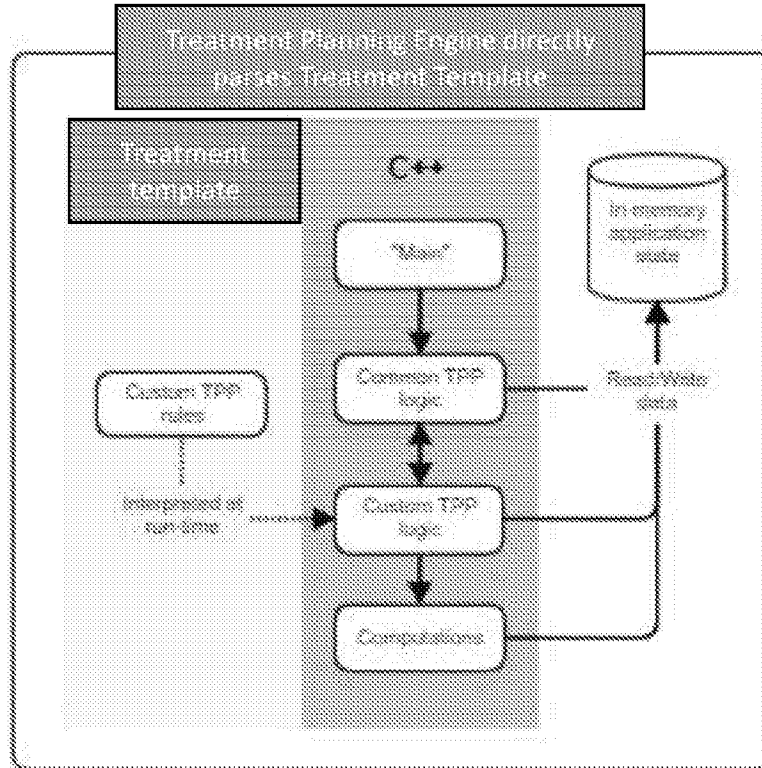 Treatment Planning Engine directly
parses Treatment Template
Treatment
template
C++
"Main"
In memory
application
state
Common TPP
logic
Read/Write
data
Custom TPP
rules
Interpreted at
run-time
Custom TPP
logic
Computations